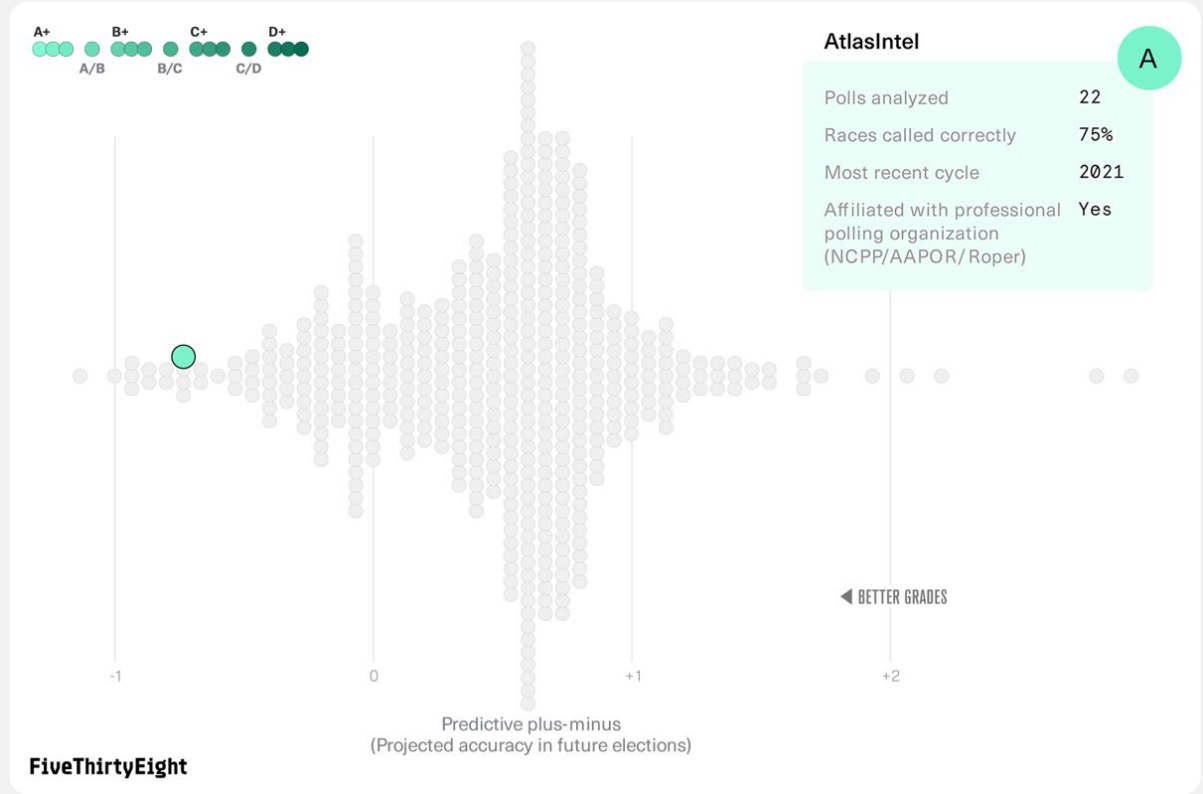 A+ B+ C+ D+
A/B B/C C/D
AtlasIntel
A
Polls analyzed 22
Races called correctly 75%
Most recent cycle 2021
Affiliated with professional Yes
polling organization
(NCPP/AAPOR/Roper)
◀ BETTER GRADES
-1 0 +1 +2
Predictive plus-minus
(Projected accuracy in future elections)
FiveThirtyEight